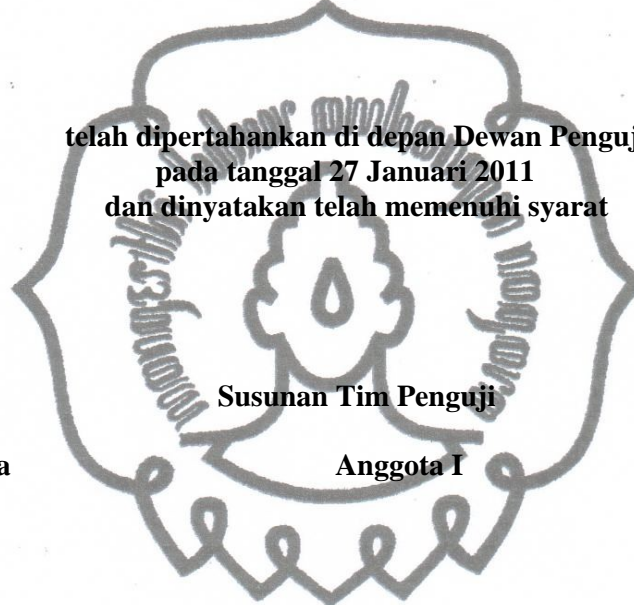 telah dipertahankan di depan Dewan Penguj
pada tanggal 27 Januari 2011
dan dinyatakan telah memenuhi syarat
Susunan Tim Penguji
a Anggota I